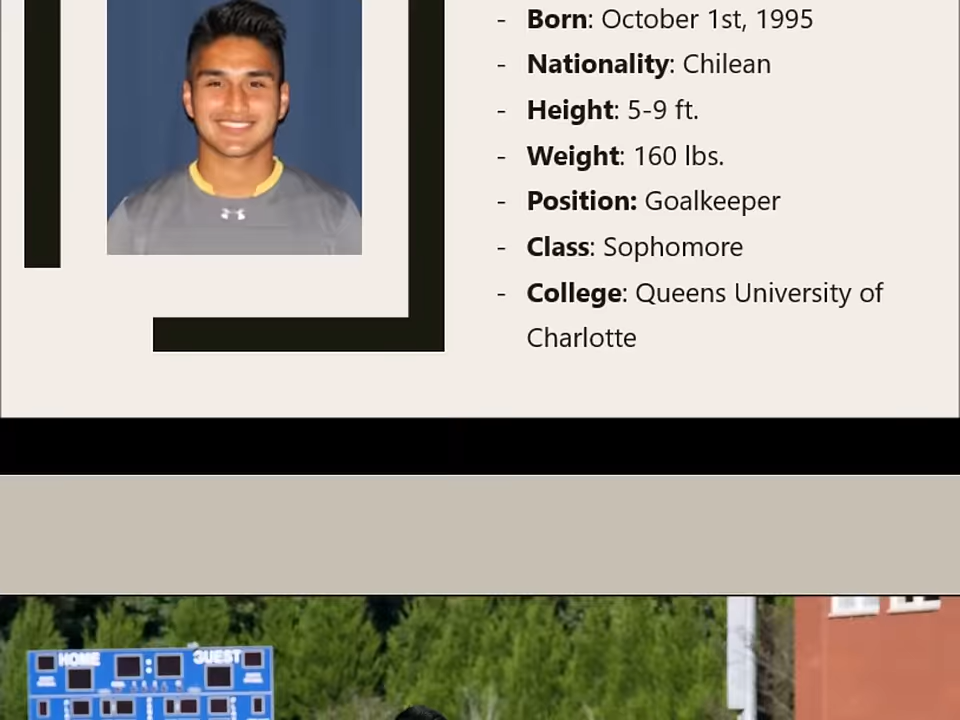 - Born: October 1st, 1995
- Nationality: Chilean
- Height: 5-9 ft.
- Weight: 160 lbs.
- Position: Goalkeeper
- Class: Sophomore
- College: Queens University of
Charlotte
HOME GUEST